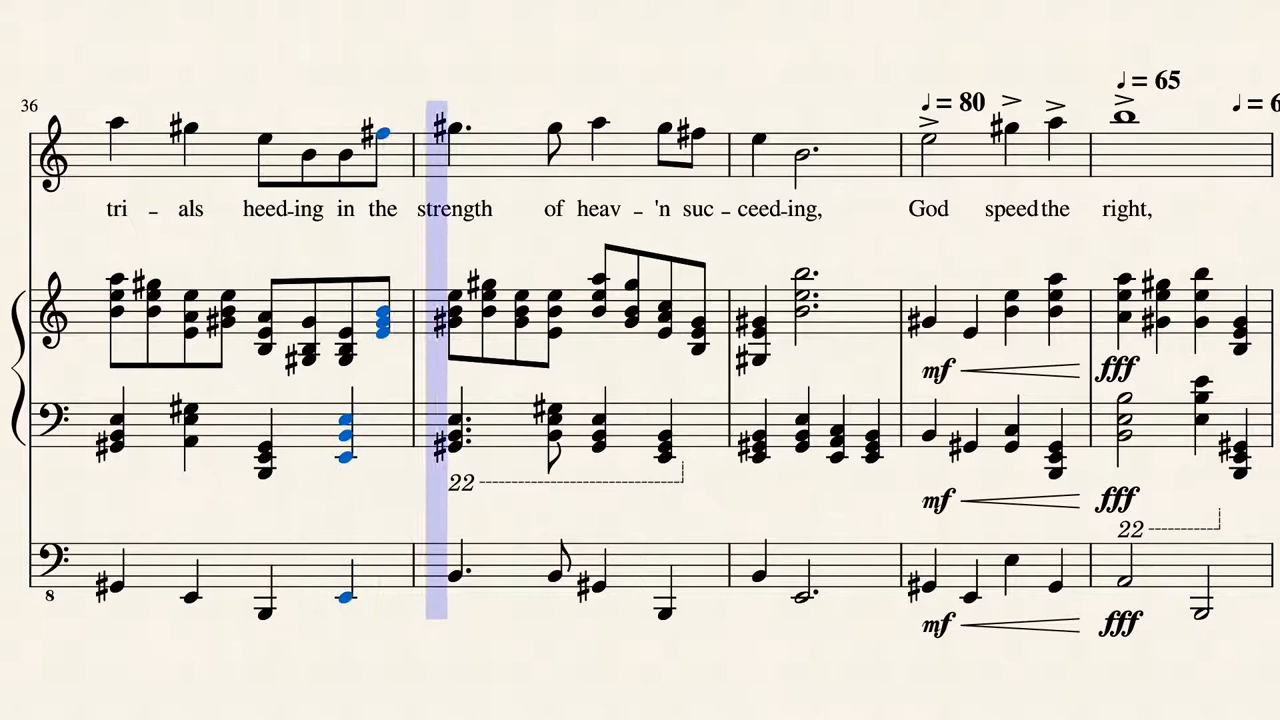 ♩ = 65
36
♩ = 80
♩ = 6
tri - als heed-ing in the strength of heav - 'n suc - ceed-ing, God speed the right,
mf fff
22
mf fff
22
8
mf fff